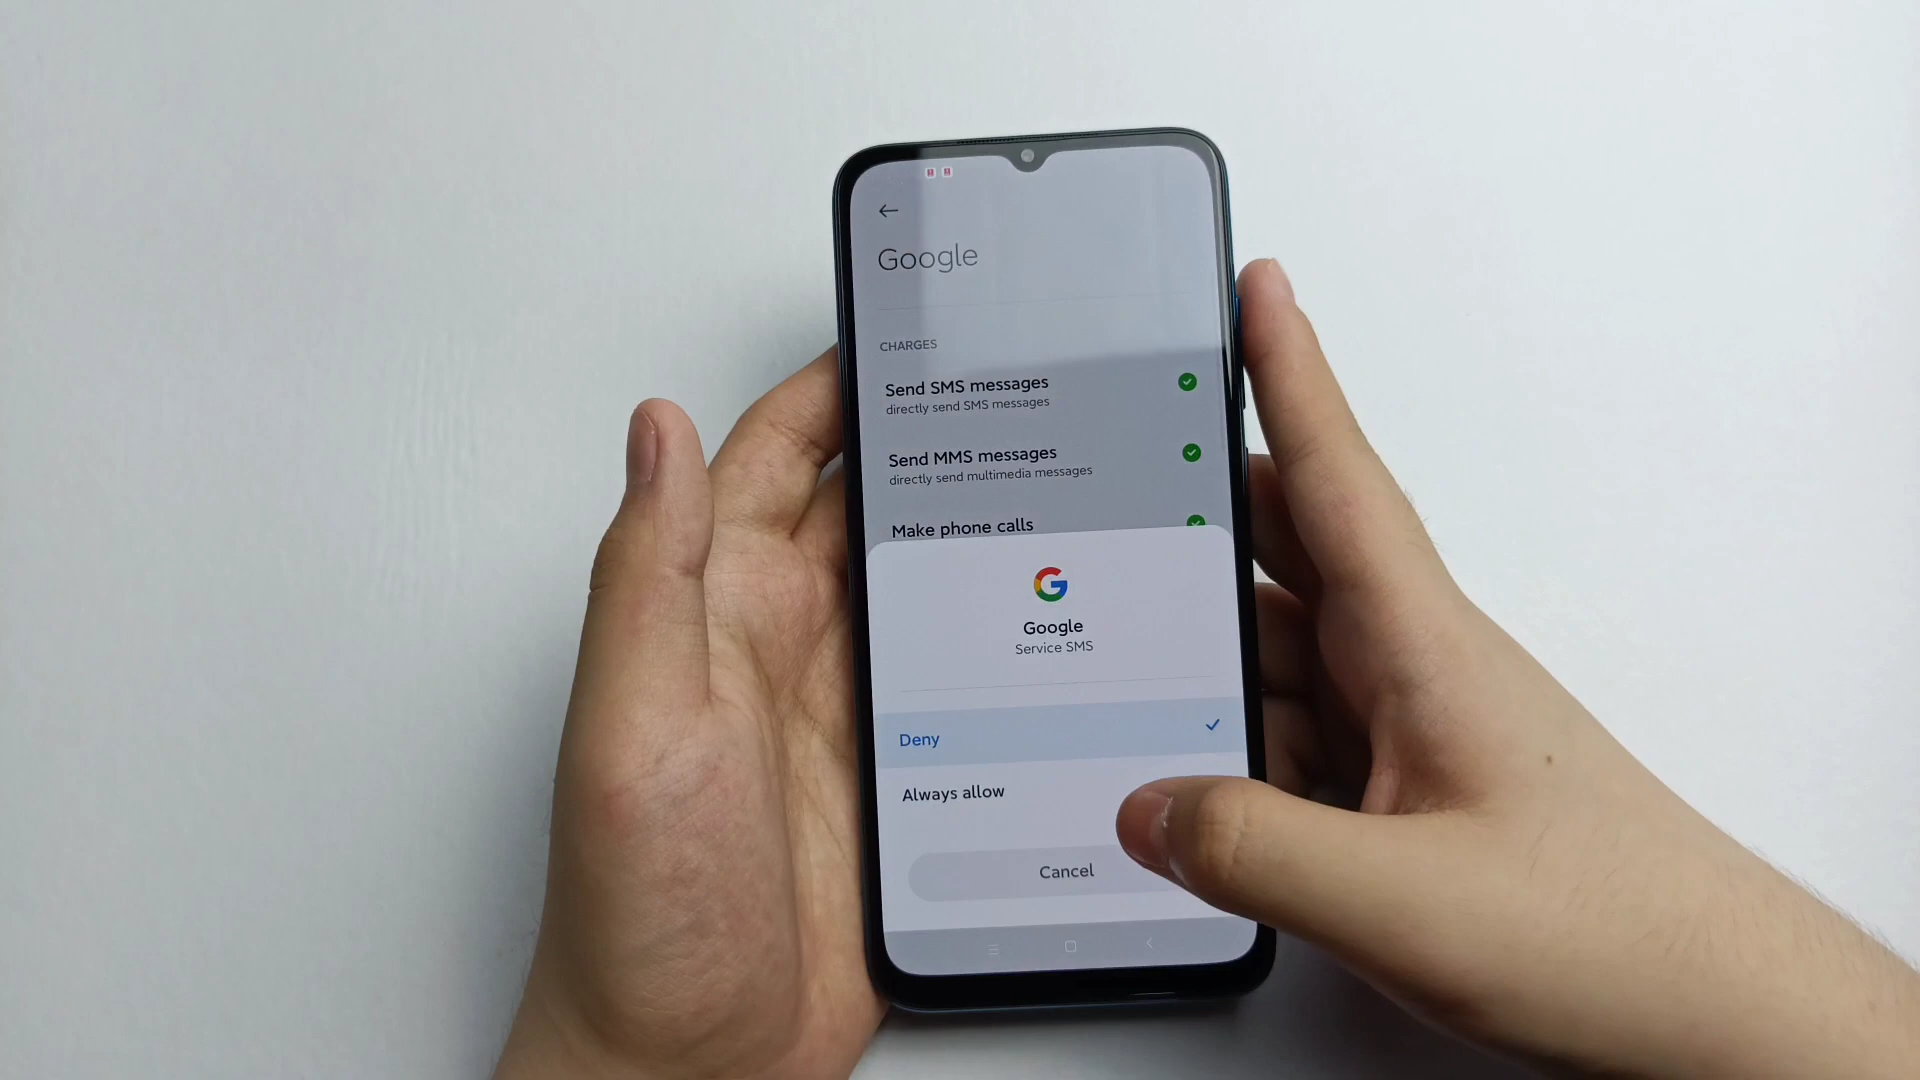 Google
CHARGES
Send SMS messages
directly send SMS messages
Send MMS messages
directly send multimedia messages
Make phone calls
Google
Service SMS
Deny
Always allow
Cancel